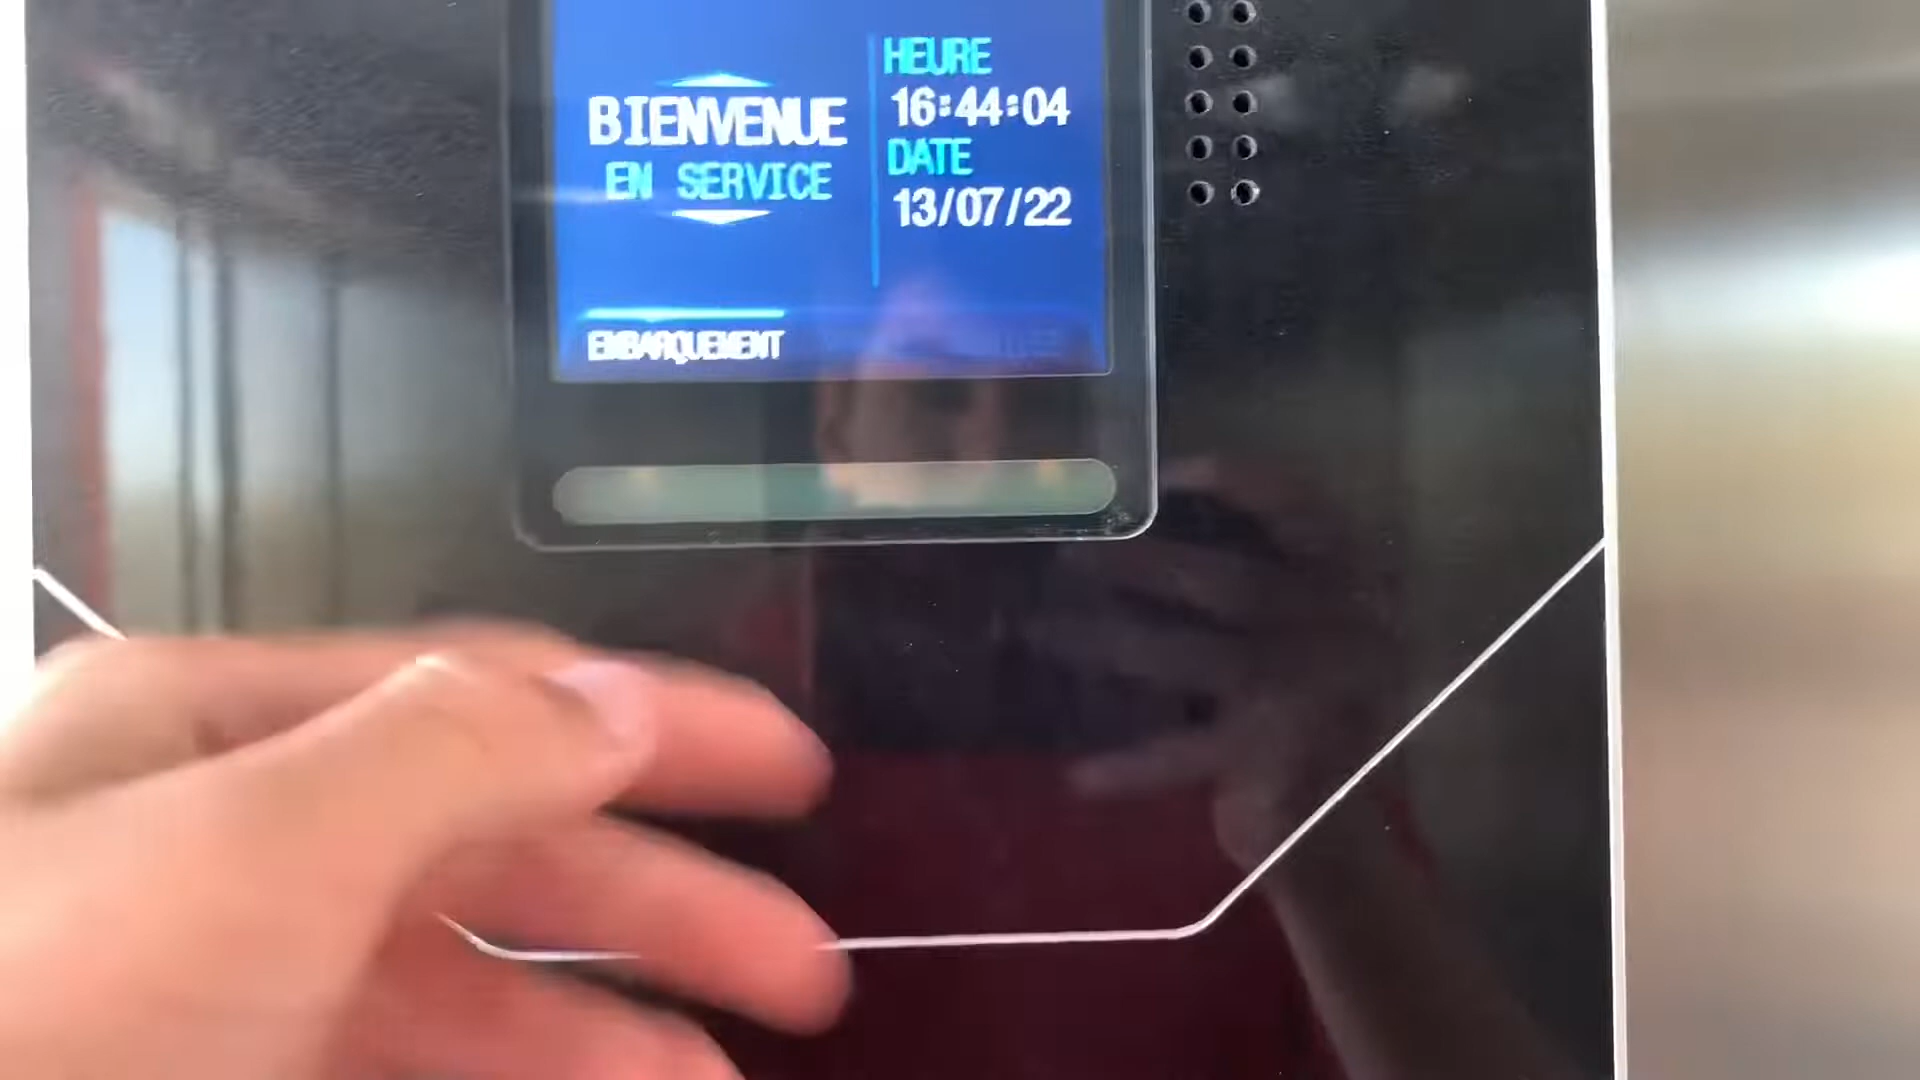 BIENVENUE
EN SERVICE
HEURE
16:44:04
DATE
13/07/22
EMBARQUEMENT